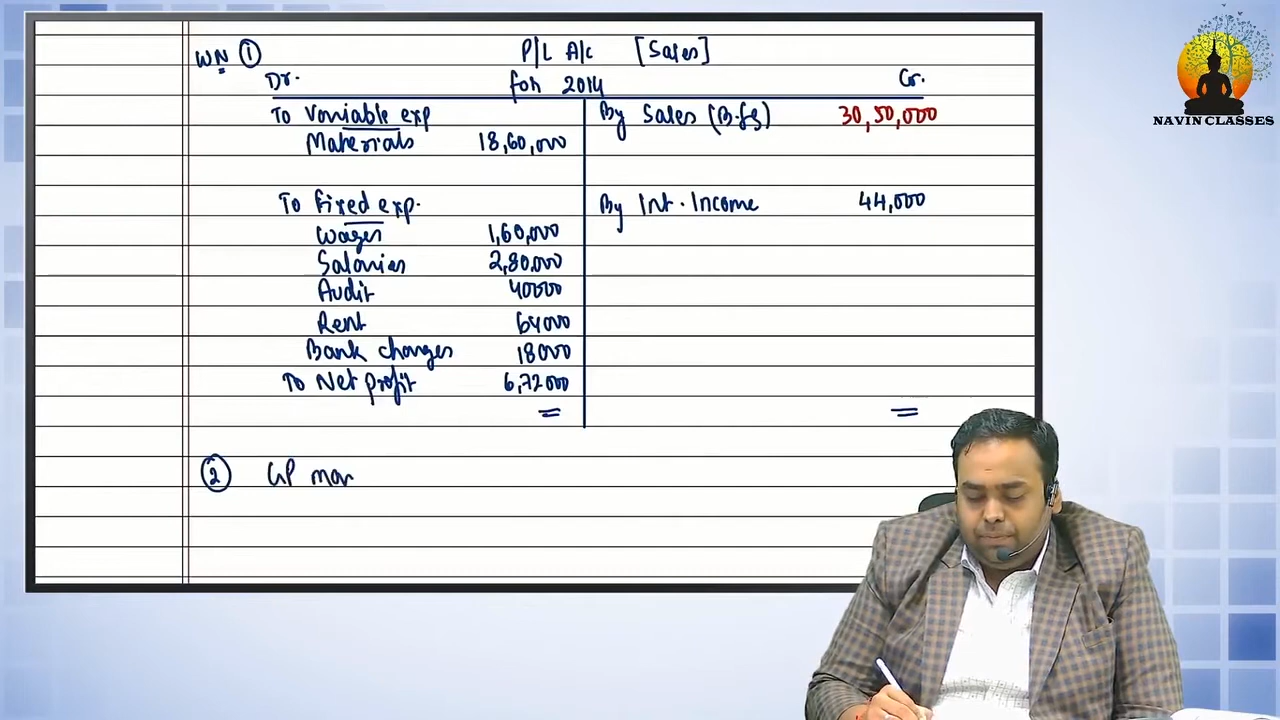 WN ① P/L A/c [Sales]
Dr. for 2014 Cr.
To Variable exp By Sales (B.fg) 30,50,000
Materials 18,60,000
To Fixed exp. By Int. Income 44,000
Wages 1,60,000
Salaries 2,80,000
Audit 40000
Rent 64000
Bank charges 18000
To Net profit 6,72000
② GP mar
NAVIN CLASSES